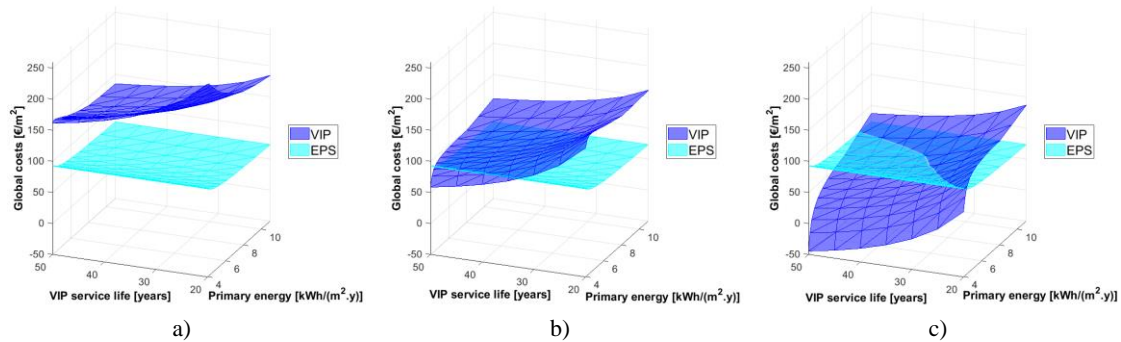 250
200
150
100
50
0
-50
Global costs [€/m²]
50
40
30
20
VIP service life [years]
4
6
8
10
Primary energy [kWh/(m².y)]
VIP
EPS
a)
250
200
150
100
50
0
-50
Global costs [€/m²]
50
40
30
20
VIP service life [years]
4
6
8
10
Primary energy [kWh/(m².y)]
VIP
EPS
b)
250
200
150
100
50
0
-50
Global costs [€/m²]
50
40
30
20
VIP service life [years]
4
6
8
10
Primary energy [kWh/(m².y)]
VIP
EPS
c)